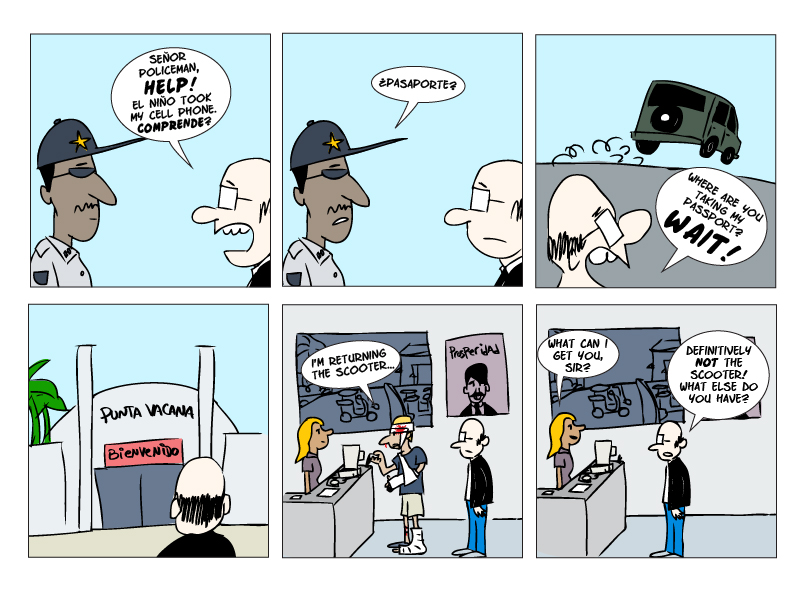 SEÑOR
POLICEMAN,
HELP!
EL NIÑO TOOK
MY CELL PHONE.
COMPRENDE?
¿PASAPORTE?
WHERE ARE YOU
TAKING MY
PASSPORT?
WAIT!
PUNTA VACANA
BIENVENIDO
I'M RETURNING
THE SCOOTER...
PROSPERIDAD
WHAT CAN I
GET YOU,
SIR?
DEFINITIVELY
NOT THE
SCOOTER!
WHAT ELSE DO
YOU HAVE?